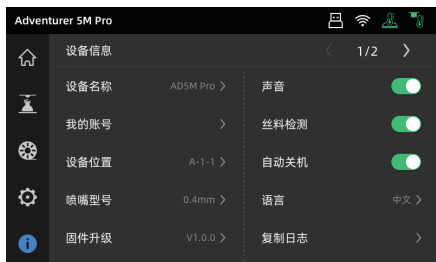 Adventurer 5M Pro
设备信息
1/2
设备名称 AD5M Pro
声音
我的账号
丝料检测
设备位置 A-1-1
自动关机
喷嘴型号 0.4mm
语言 中文
固件升级 V1.0.0
复制日志